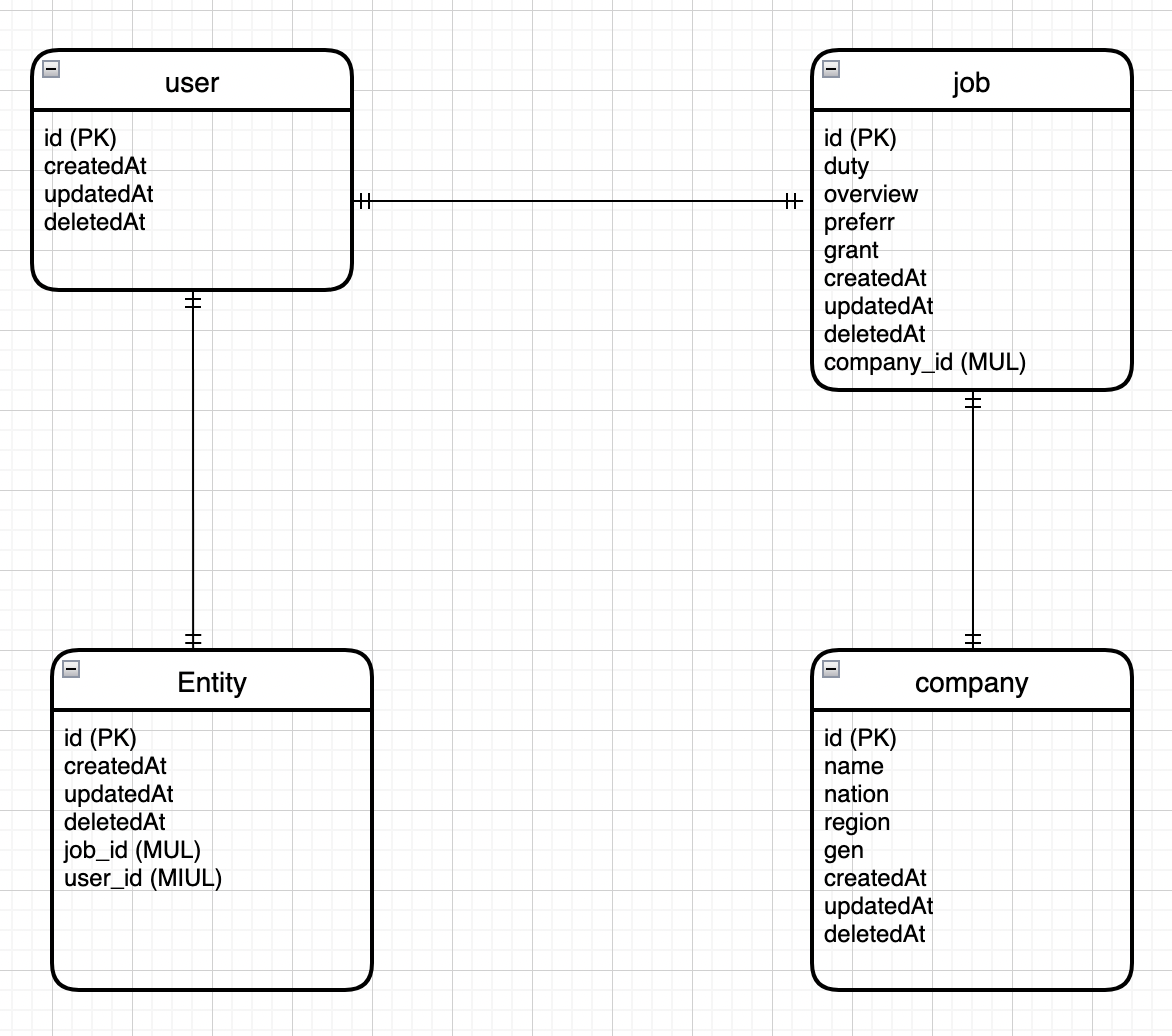 user
id (PK)
createdAt
updatedAt
deletedAt
job
id (PK)
duty
overview
preferr
grant
createdAt
updatedAt
deletedAt
company_id (MUL)
Entity
id (PK)
createdAt
updatedAt
deletedAt
job_id (MUL)
user_id (MIUL)
company
id (PK)
name
nation
region
gen
createdAt
updatedAt
deletedAt